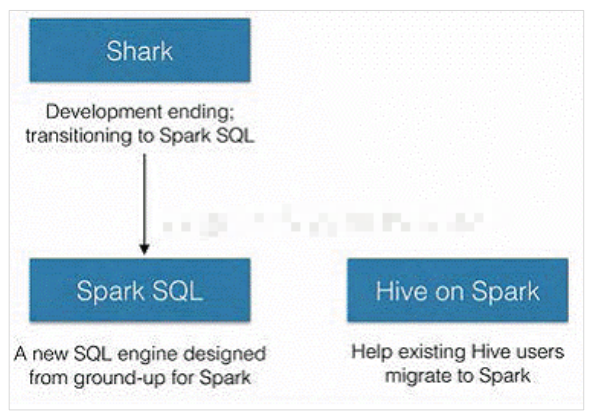 Shark
Development ending;
transitioning to Spark SQL
Spark SQL
A new SQL engine designed
from ground-up for Spark
Hive on Spark
Help existing Hive users
migrate to Spark